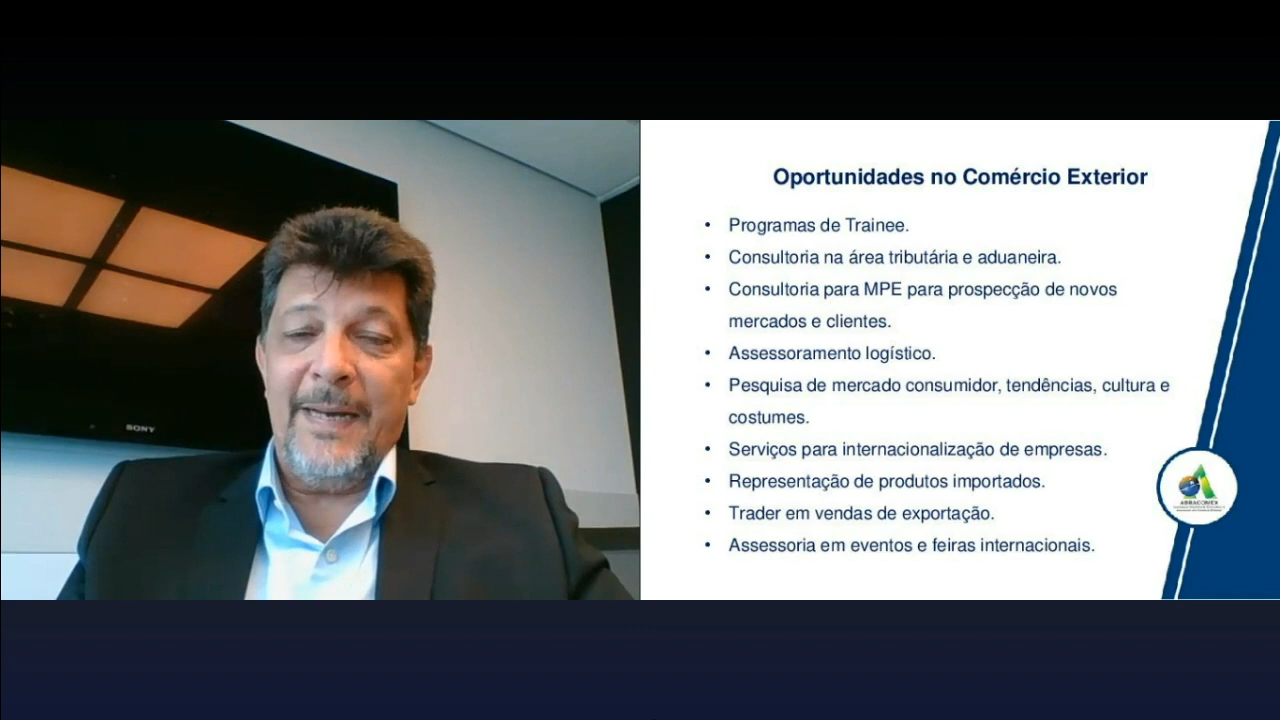 SONY
Oportunidades no Comércio Exterior
• Programas de Trainee.
• Consultoria na área tributária e aduaneira.
• Consultoria para MPE para prospecção de novos
mercados e clientes.
• Assessoramento logístico.
• Pesquisa de mercado consumidor, tendências, cultura e
costumes.
• Serviços para internacionalização de empresas.
• Representação de produtos importados.
• Trader em vendas de exportação.
• Assessoria em eventos e feiras internacionais.
ABRACOMEX